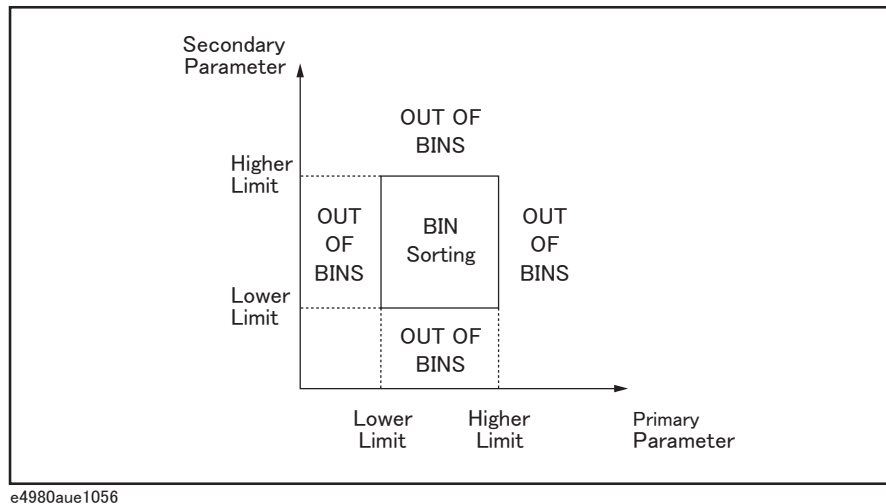 Secondary
Parameter
OUT OF
BINS
Higher
Limit
OUT
OF
BINS
BIN
Sorting
OUT
OF
BINS
Lower
Limit
OUT OF
BINS
Lower
Limit
Higher
Limit
Primary
Parameter
e4980aue1056